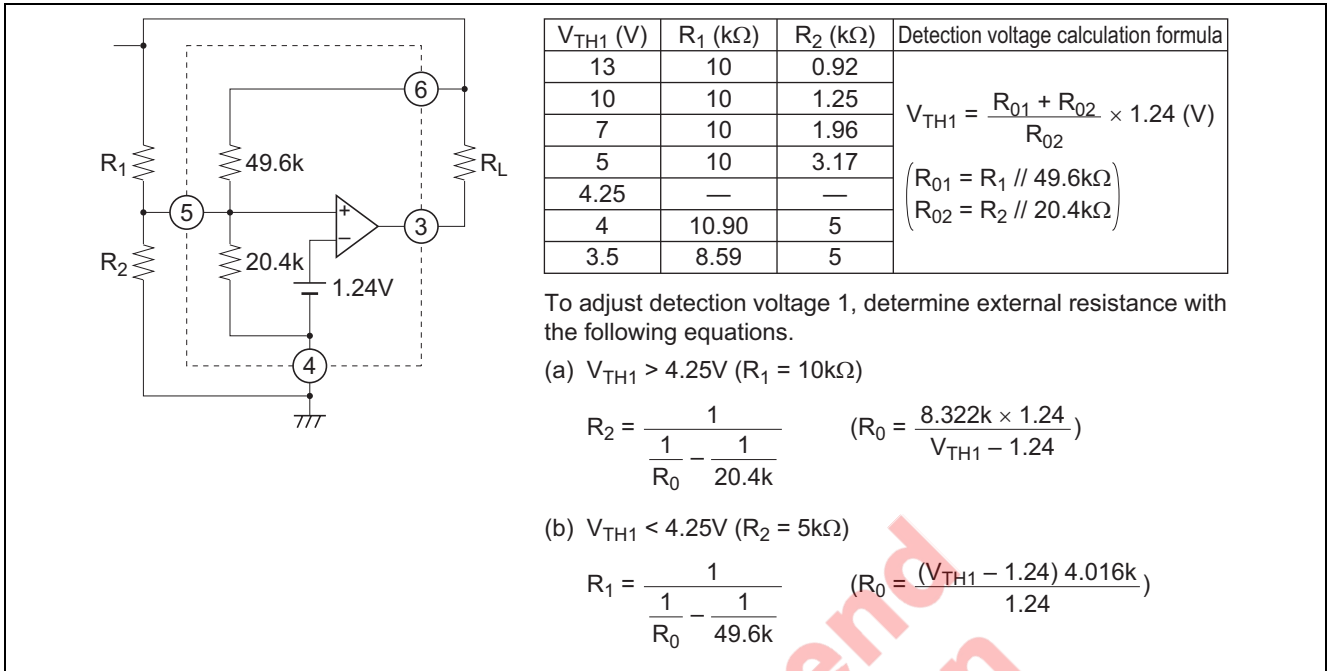 R1
R2
49.6k
20.4k
1.24V
RL
+
–
6
5
3
4
VTH1 (V) R1 (kΩ) R2 (kΩ) Detection voltage calculation formula
13 10 0.92
10 10 1.25
7 10 1.96
5 10 3.17
4.25 — —
4 10.90 5
3.5 8.59 5
VTH1 = (R01 + R02) / R02 × 1.24 (V)
(R01 = R1 // 49.6kΩ
R02 = R2 // 20.4kΩ)
To adjust detection voltage 1, determine external resistance with
the following equations.
(a) VTH1 > 4.25V (R1 = 10kΩ)
R2 = 1 / (1/R0 – 1/20.4k) (R0 = 8.322k × 1.24 / (VTH1 – 1.24))
(b) VTH1 < 4.25V (R2 = 5kΩ)
R1 = 1 / (1/R0 – 1/49.6k) (R0 = (VTH1 – 1.24) 4.016k / 1.24)